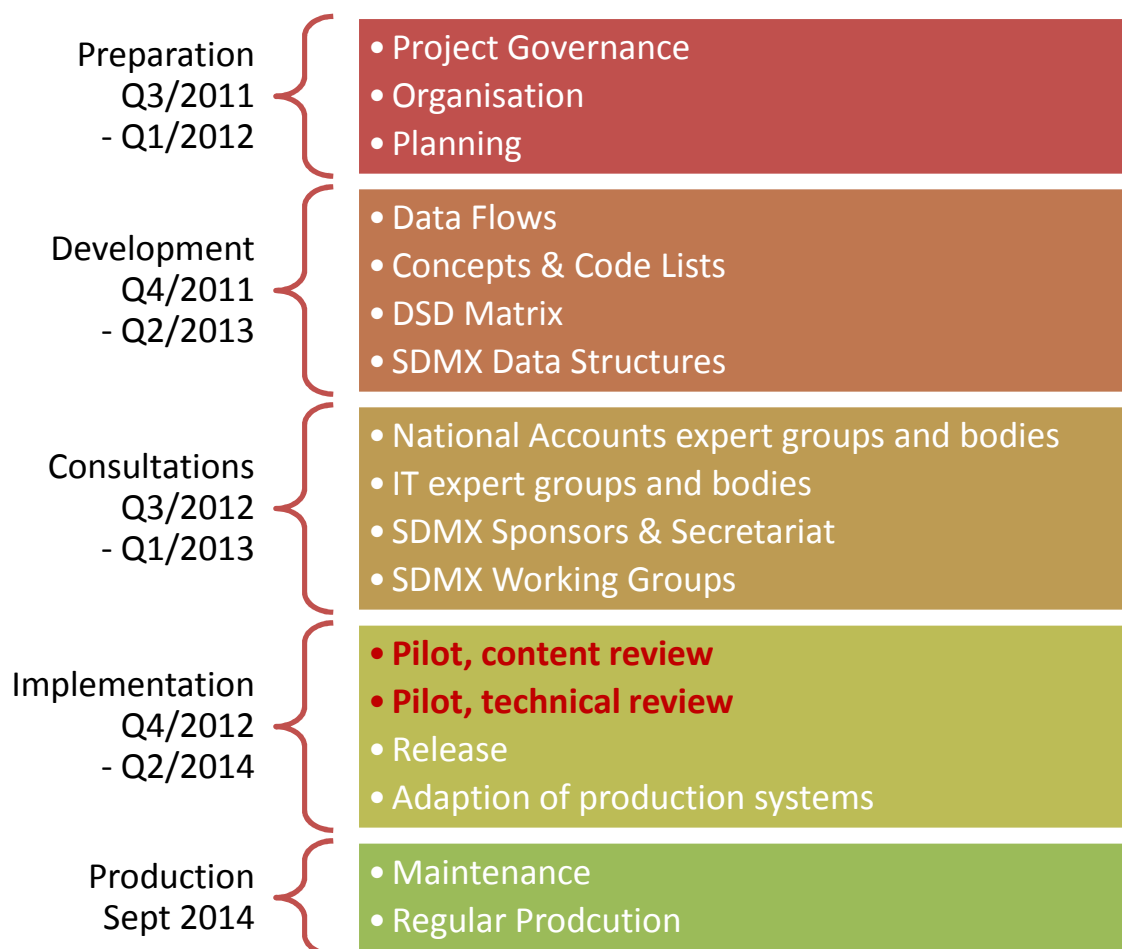 Preparation
Q3/2011
- Q1/2012
• Project Governance
• Organisation
• Planning
Development
Q4/2011
- Q2/2013
• Data Flows
• Concepts & Code Lists
• DSD Matrix
• SDMX Data Structures
Consultations
Q3/2012
- Q1/2013
• National Accounts expert groups and bodies
• IT expert groups and bodies
• SDMX Sponsors & Secretariat
• SDMX Working Groups
Implementation
Q4/2012
- Q2/2014
• Pilot, content review
• Pilot, technical review
• Release
• Adaption of production systems
Production
Sept 2014
• Maintenance
• Regular Prodcution